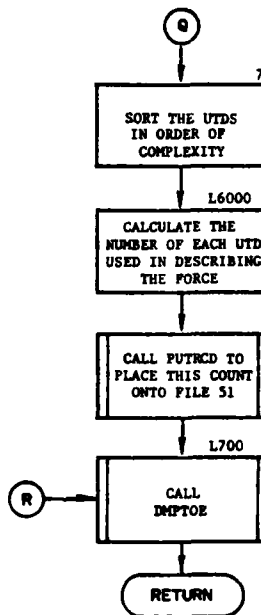 Q
7
SORT THE UTDS
IN ORDER OF
COMPLEXITY
L6000
CALCULATE THE
NUMBER OF EACH UTD
USED IN DESCRIBING
THE FORCE
CALL PUTRCD TO
PLACE THIS COUNT
ONTO FILE 51
L700
R
CALL
DMPTOE
RETURN